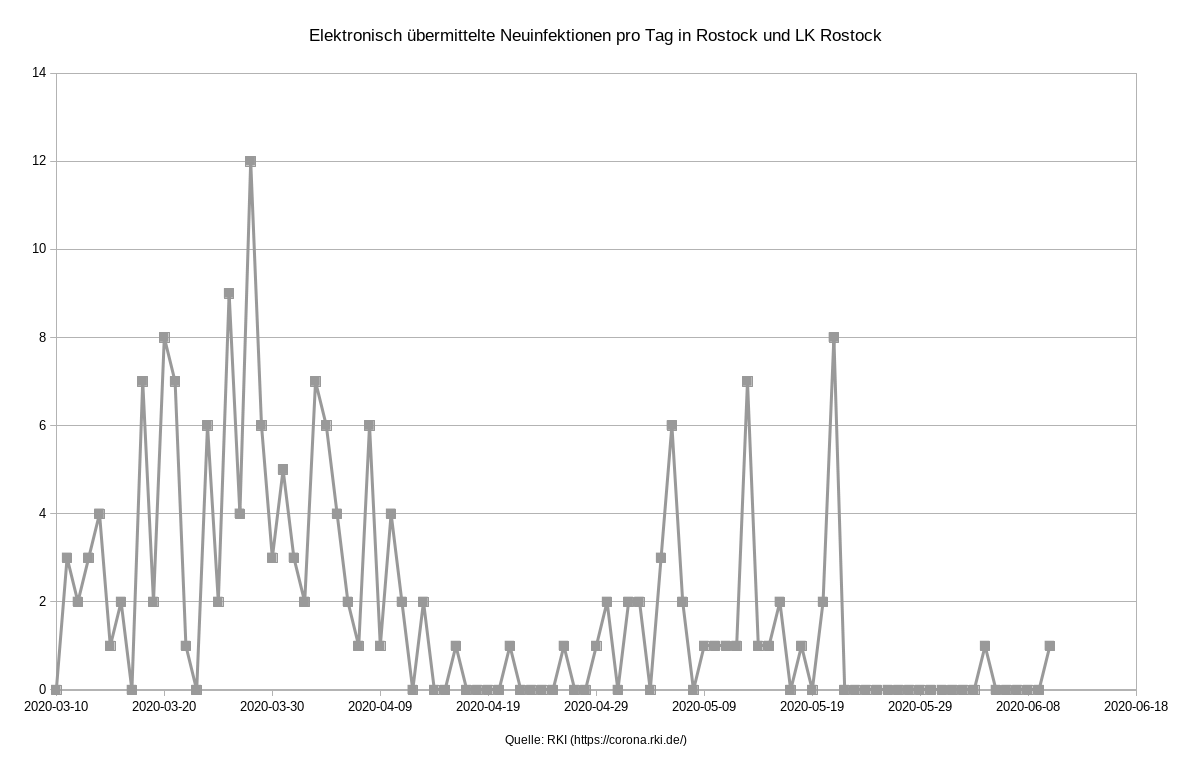 Elektronisch übermittelte Neuinfektionen pro Tag in Rostock und LK Rostock
14
12
10
8
6
4
2
0
2020-03-10 2020-03-20 2020-03-30 2020-04-09 2020-04-19 2020-04-29 2020-05-09 2020-05-19 2020-05-29 2020-06-08 2020-06-18
Quelle: RKI (https://corona.rki.de/)